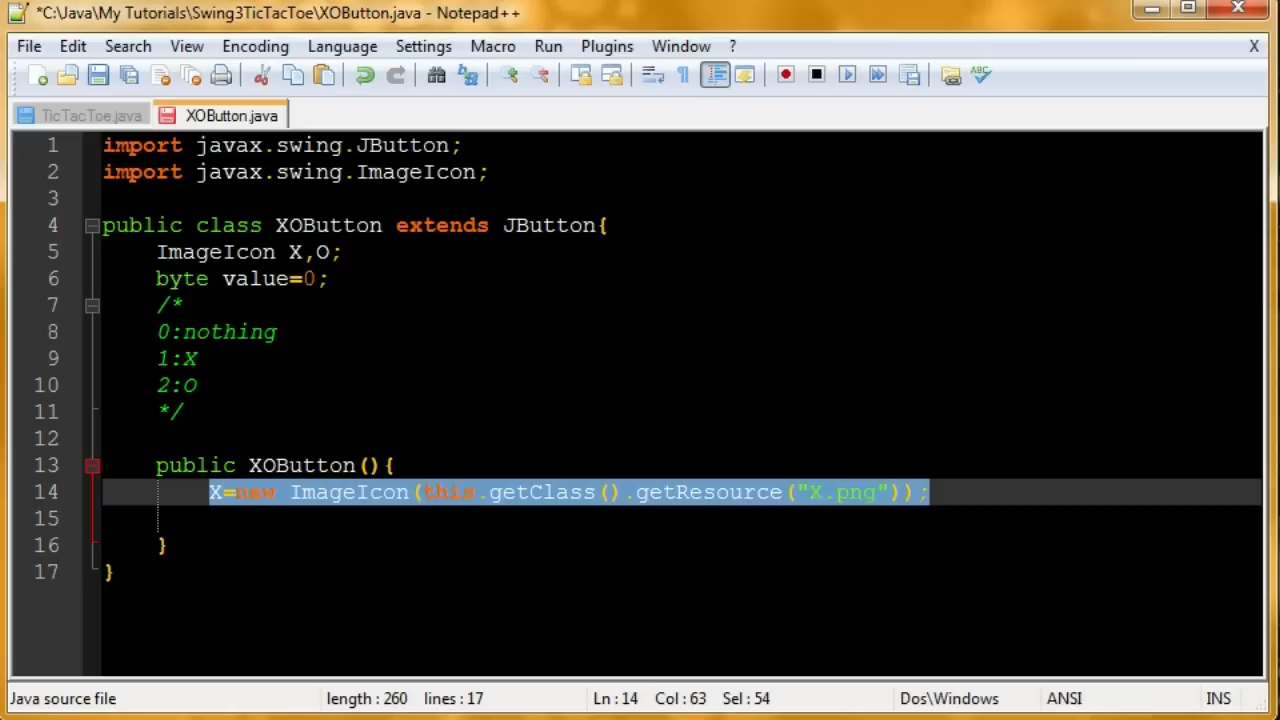 *C:\Java\My Tutorials\Swing3TicTacToe\XOButton.java - Notepad++
File Edit Search View Encoding Language Settings Macro Run Plugins Window ? X
TicTacToe.java XOButton.java
1 import javax.swing.JButton;
2 import javax.swing.ImageIcon;
3
4 public class XOButton extends JButton{
5 ImageIcon X,O;
6 byte value=0;
7 /*
8 0:nothing
9 1:X
10 2:O
11 */
12
13 public XOButton(){
14 X=new ImageIcon(this.getClass().getResource("X.png"));
15
16 }
17 }
Java source file length : 260 lines : 17 Ln : 14 Col : 63 Sel : 54 Dos\Windows ANSI INS